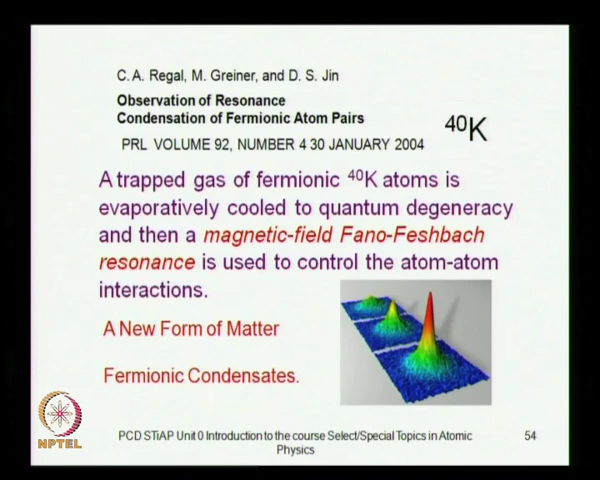 C. A. Regal, M. Greiner, and D. S. Jin
Observation of Resonance
Condensation of Fermionic Atom Pairs
⁴⁰K
PRL VOLUME 92, NUMBER 4 30 JANUARY 2004
A trapped gas of fermionic ⁴⁰K atoms is
evaporatively cooled to quantum degeneracy
and then a magnetic-field Fano-Feshbach
resonance is used to control the atom-atom
interactions.
A New Form of Matter
Fermionic Condensates.
NPTEL
PCD STiAP Unit 0 Introduction to the course Select/Special Topics in Atomic
Physics
54